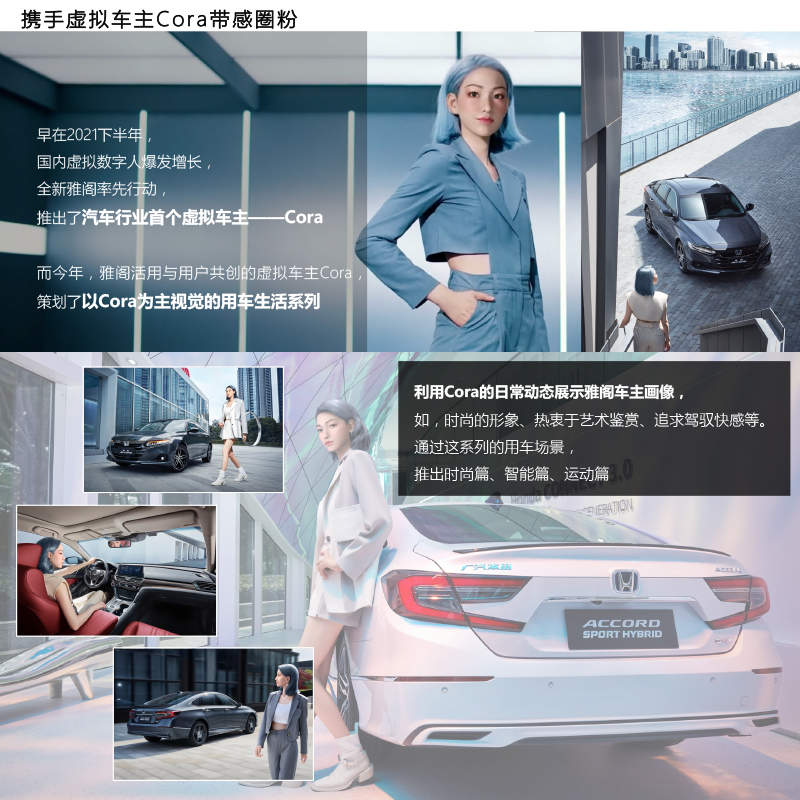 携手虚拟车主Cora带感圈粉
早在2021下半年，
国内虚拟数字人爆发增长，
全新雅阁率先行动，
推出了汽车行业首个虚拟车主——Cora
而今年，雅阁活用与用户共创的虚拟车主Cora，
策划了以Cora为主视觉的用车生活系列
利用Cora的日常动态展示雅阁车主画像，
如，时尚的形象、热衷于艺术鉴赏、追求驾驭快感等。
通过这系列的用车场景，
推出时尚篇、智能篇、运动篇
广汽本田
ACCORD
ACCORD
SPORT HYBRID